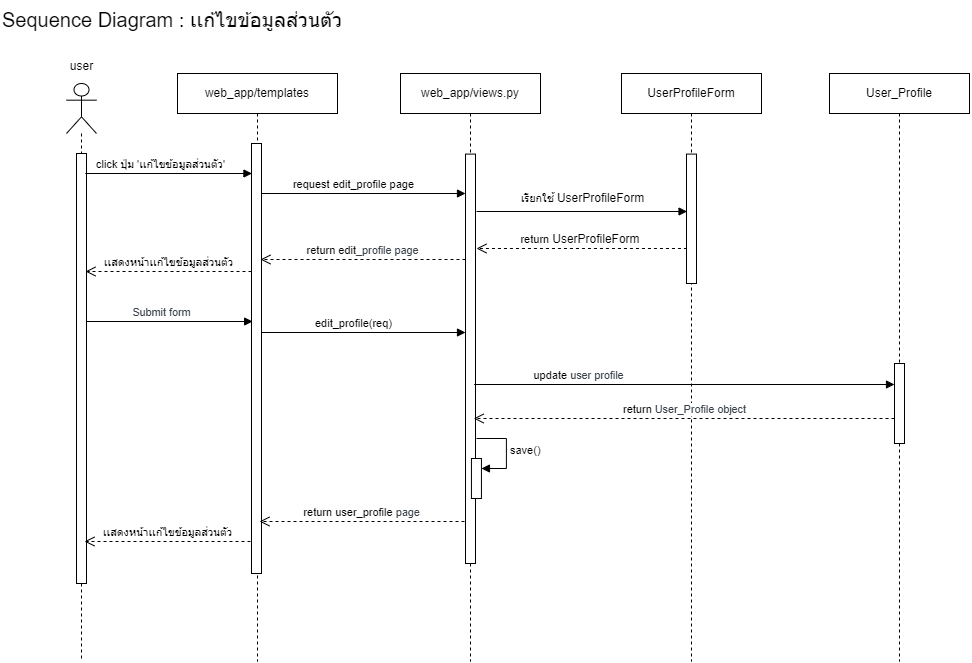 Sequence Diagram : แก้ไขข้อมูลส่วนตัว
user
web_app/templates
web_app/views.py
UserProfileForm
User_Profile
click ปุ่ม 'แก้ไขข้อมูลส่วนตัว'
request edit_profile page
เรียกใช้ UserProfileForm
return UserProfileForm
return edit_profile page
แสดงหน้าแก้ไขข้อมูลส่วนตัว
Submit form
edit_profile(req)
update user profile
return User_Profile object
save()
return user_profile page
แสดงหน้าแก้ไขข้อมูลส่วนตัว